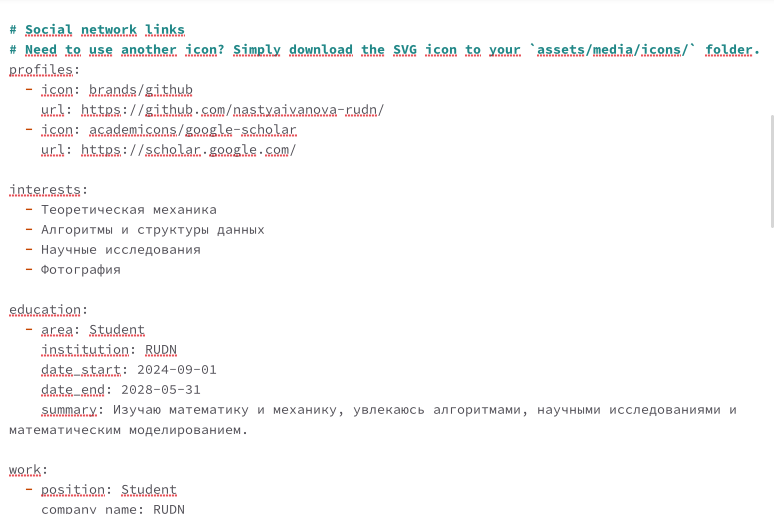 # Social network links
# Need to use another icon? Simply download the SVG icon to your `assets/media/icons/` folder.
profiles:
  - icon: brands/github
    url: https://github.com/nastyaivanova-rudn/
  - icon: academicons/google-scholar
    url: https://scholar.google.com/

interests:
  - Теоретическая механика
  - Алгоритмы и структуры данных
  - Научные исследования
  - Фотография

education:
  - area: Student
    institution: RUDN
    date_start: 2024-09-01
    date_end: 2028-05-31
    summary: Изучаю математику и механику, увлекаюсь алгоритмами, научными исследованиями и
математическим моделированием.

work:
  - position: Student
    company_name: RUDN